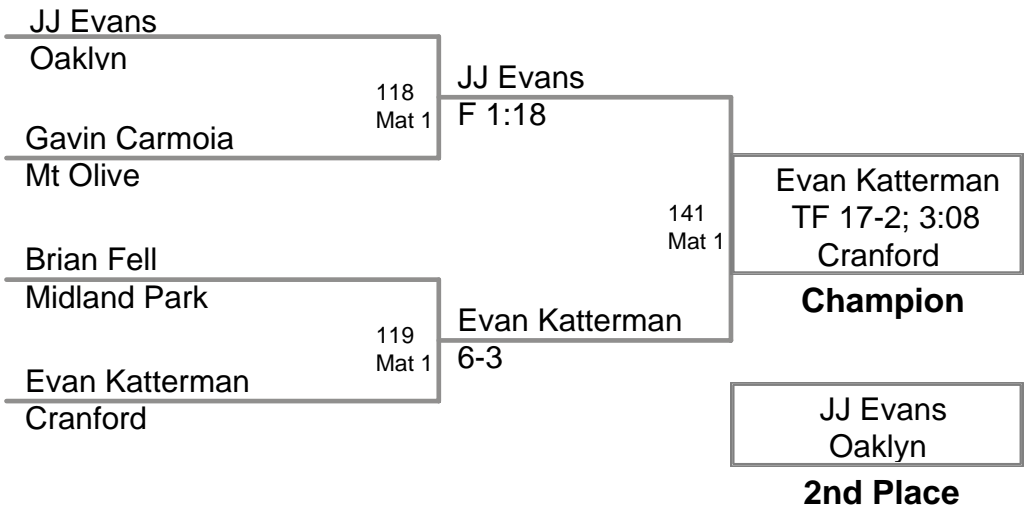 JJ Evans
Oaklyn
118
Mat 1
JJ Evans
F 1:18
Gavin Carmoia
Mt Olive
141
Mat 1
Evan Katterman
TF 17-2; 3:08
Cranford
Champion
Brian Fell
Midland Park
119
Mat 1
Evan Katterman
6-3
Evan Katterman
Cranford
JJ Evans
Oaklyn
2nd Place